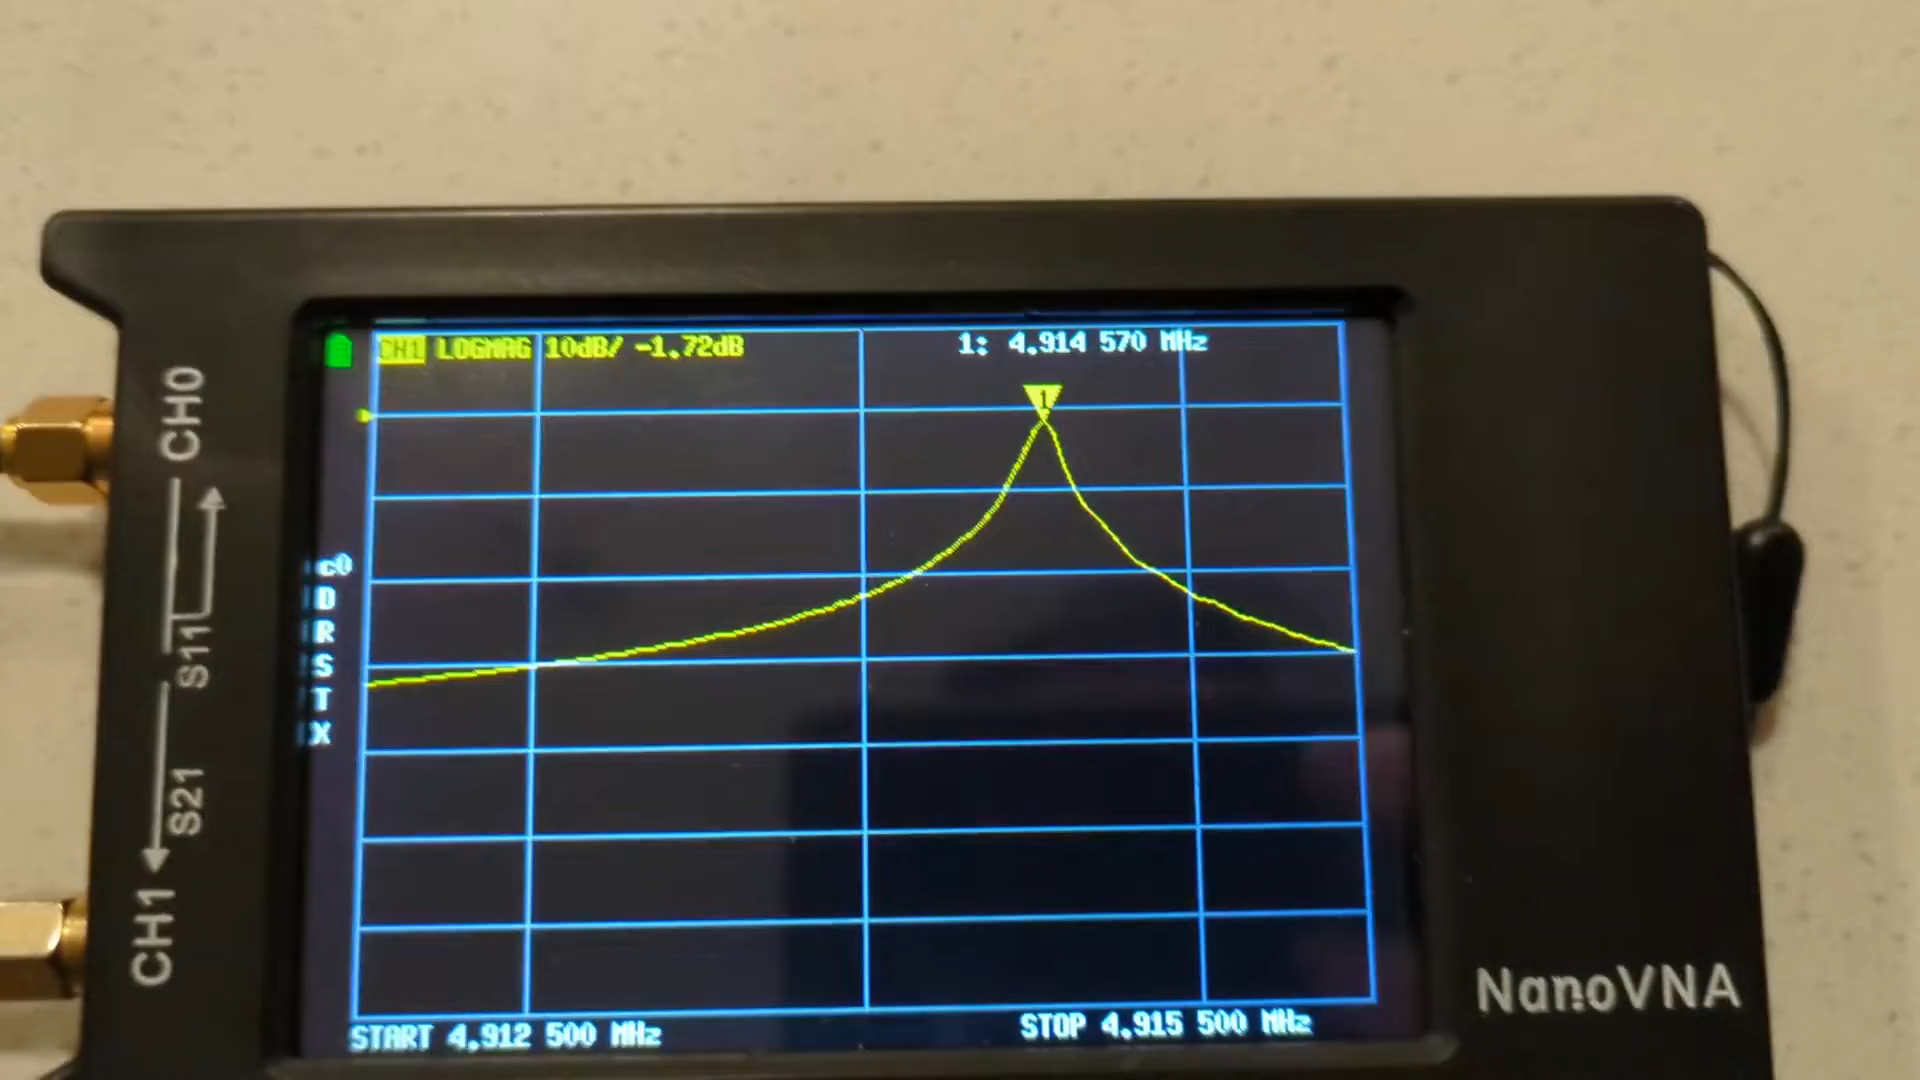 CH1 LOGMAG 10dB/ -1.72dB 1: 4.914 570 MHz
1
CH0
c0
D
R
S
T
X
S11
S21
CH1
NanoVNA
START 4.912 500 MHz STOP 4.915 500 MHz